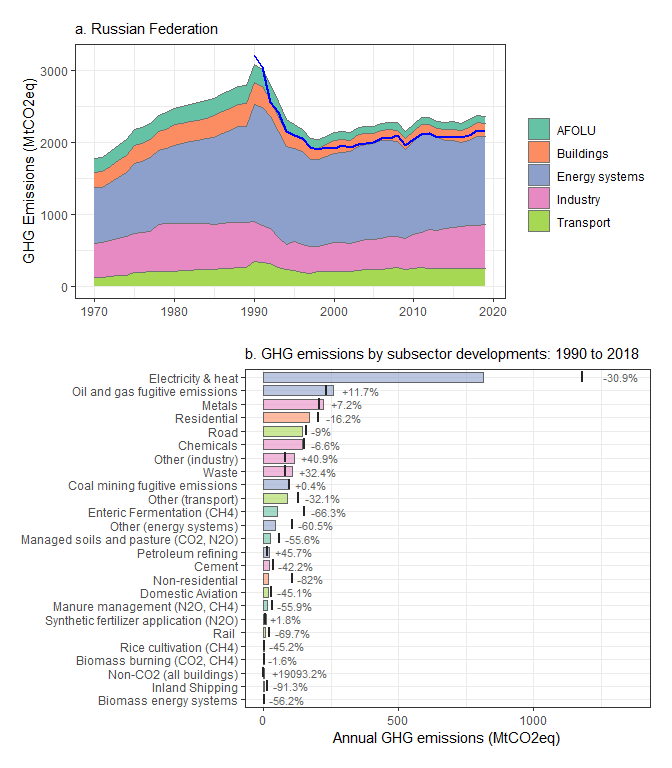 a. Russian Federation
GHG Emissions (MtCO2eq)
3000
2000
1000
0
1970
1980
1990
2000
2010
2020
AFOLU
Buildings
Energy systems
Industry
Transport
b. GHG emissions by subsector developments: 1990 to 2018
Electricity & heat -30.9%
Oil and gas fugitive emissions +11.7%
Metals +7.2%
Residential -16.2%
Road -9%
Chemicals -6.6%
Other (industry) +40.9%
Waste +32.4%
Coal mining fugitive emissions +0.4%
Other (transport) -32.1%
Enteric Fermentation (CH4) -66.3%
Other (energy systems) -60.5%
Managed soils and pasture (CO2, N2O) -55.6%
Petroleum refining +45.7%
Cement -42.2%
Non-residential -82%
Domestic Aviation -45.1%
Manure management (N2O, CH4) -55.9%
Synthetic fertilizer application (N2O) +1.8%
Rail -69.7%
Rice cultivation (CH4) -45.2%
Biomass burning (CO2, CH4) -1.6%
Non-CO2 (all buildings) +19093.2%
Inland Shipping -91.3%
Biomass energy systems -56.2%
0
500
1000
Annual GHG emissions (MtCO2eq)